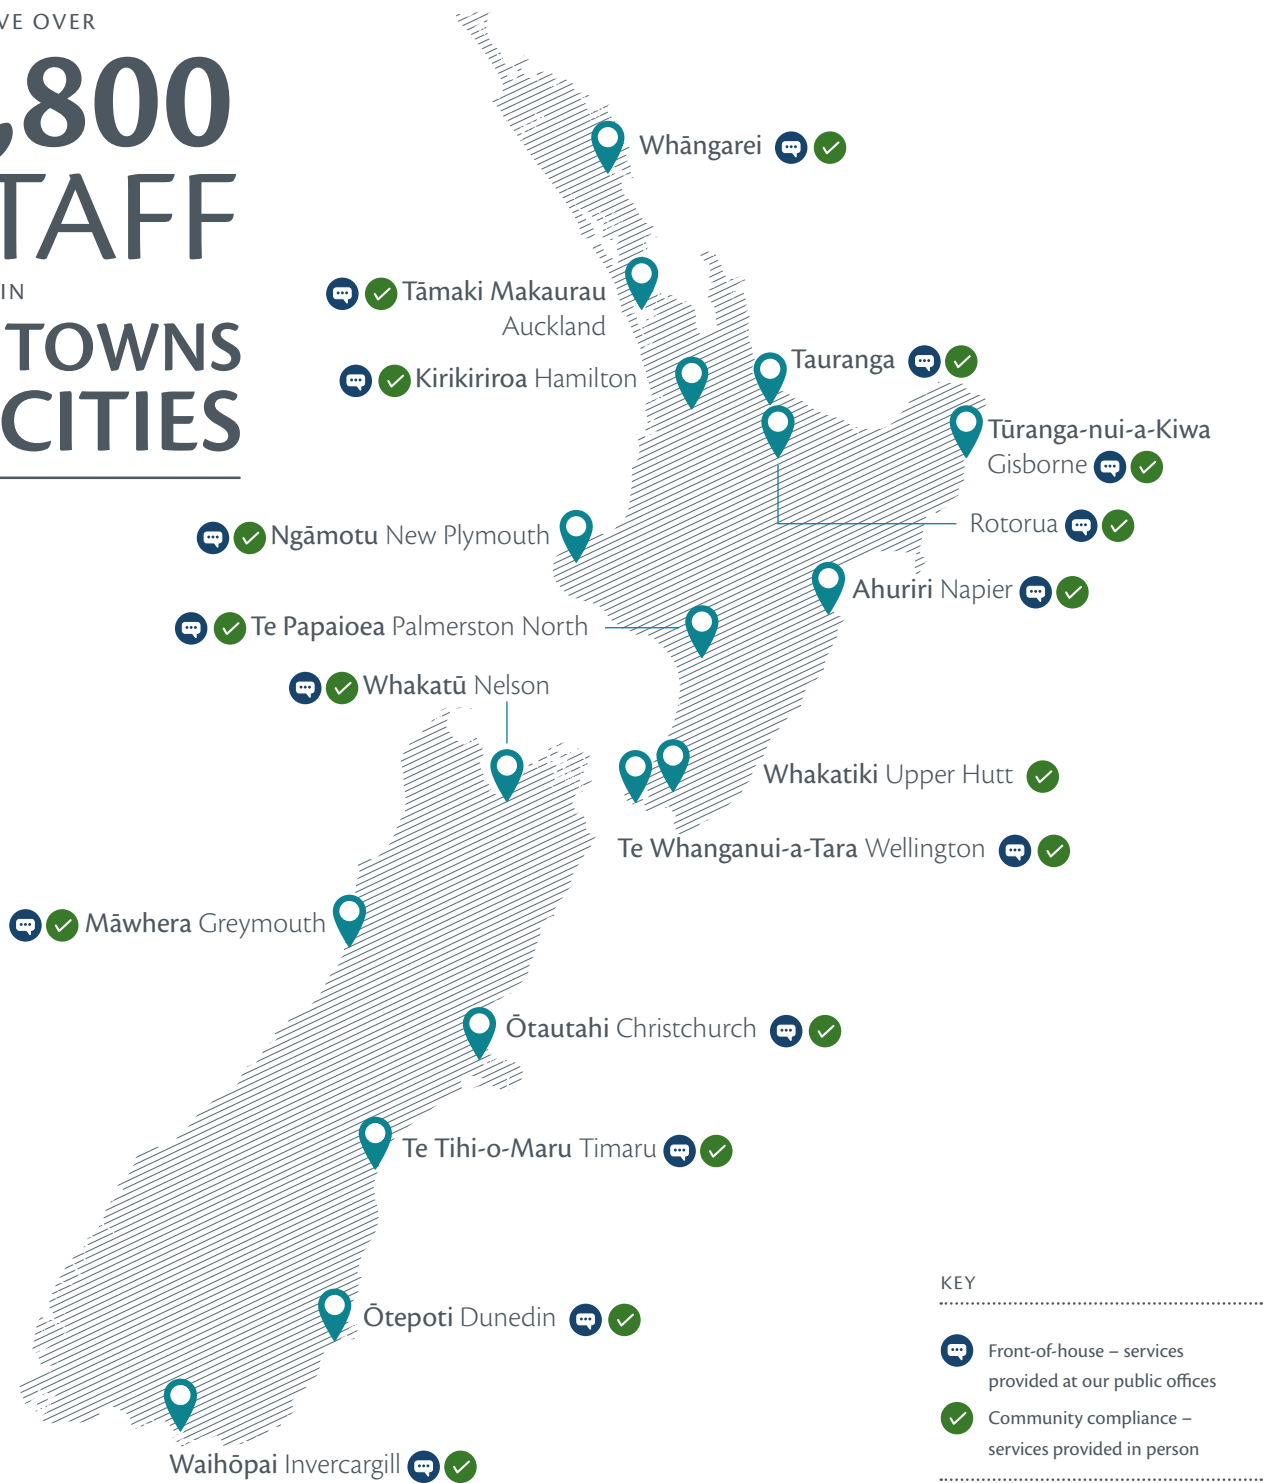 VE OVER
,800
TAFF
IN
TOWNS
CITIES
Whāngarei
Tāmaki Makaurau
Auckland
Kirikiriroa Hamilton
Tauranga
Tūranga-nui-a-Kiwa
Gisborne
Rotorua
Ngāmotu New Plymouth
Ahuriri Napier
Te Papaioea Palmerston North
Whakatū Nelson
Whakatiki Upper Hutt
Te Whanganui-a-Tara Wellington
Māwhera Greymouth
Ōtautahi Christchurch
Te Tihi-o-Maru Timaru
Ōtepoti Dunedin
Waihōpai Invercargill
KEY
Front-of-house – services
provided at our public offices
Community compliance –
services provided in person